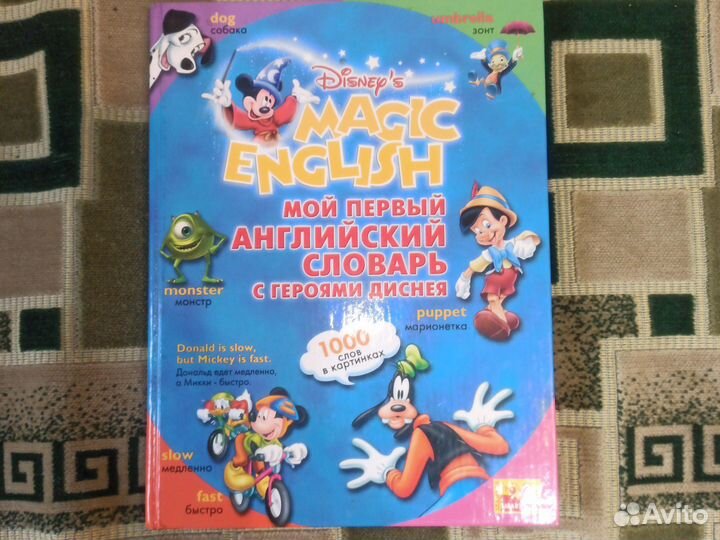 dog
собака
umbrella
зонт
Disney's
MAGIC
ENGLISH
МОЙ ПЕРВЫЙ
АНГЛИЙСКИЙ
СЛОВАРЬ
С ГЕРОЯМИ ДИСНЕЯ
monster
монстр
puppet
марионетка
1000
слов
в картинках
Donald is slow,
but Mickey is fast.
Дональд едет медленно,
а Микки - быстро.
slow
медленно
fast
быстро
Avito